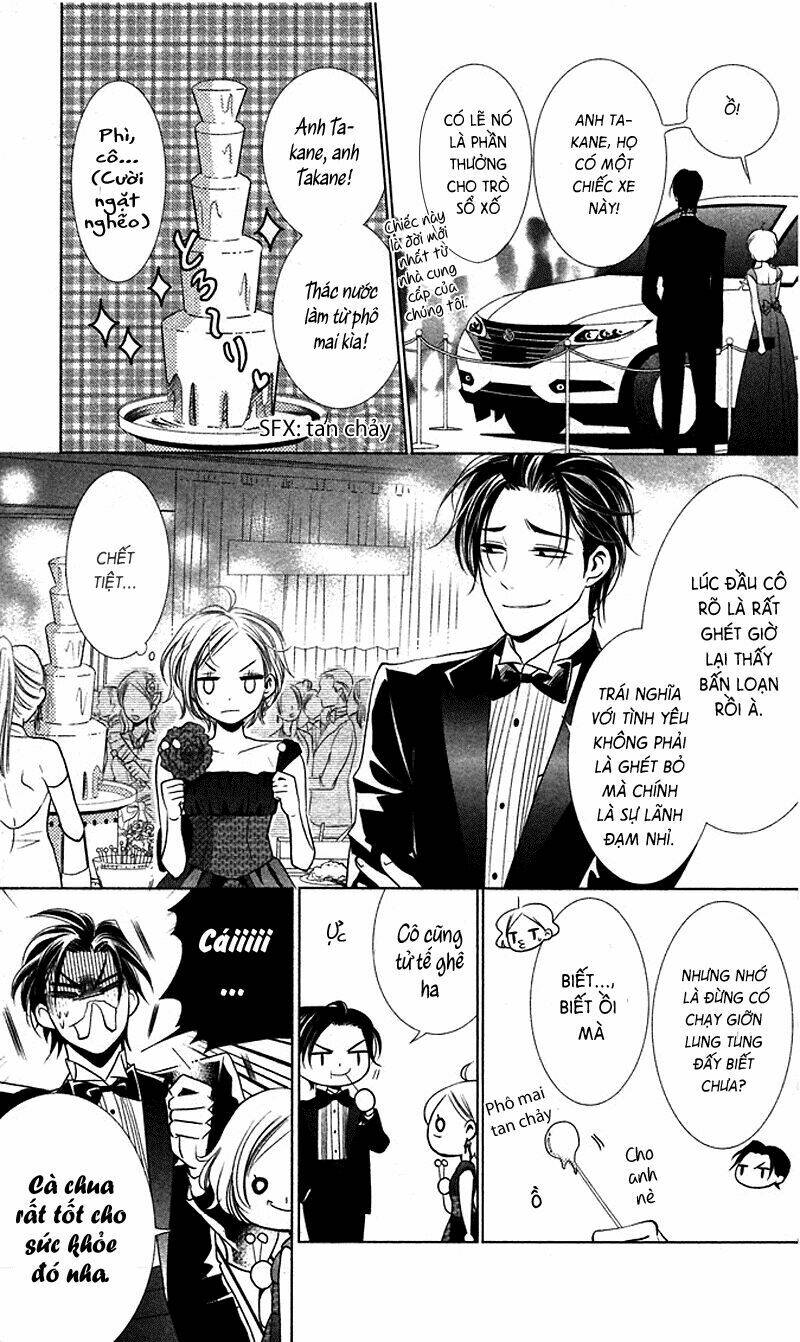 Ồ!
ANH TA-
KANE, HỌ
CÓ MỘT
CHIẾC XE
NÀY!
CÓ LẼ NÓ
LÀ PHẦN
THƯỞNG
CHO TRÒ
SỔ XỐ
Chiếc này
là đời mới
nhất từ
nhà cung
cấp của
chúng tôi.
Anh Ta-
kane, anh
Takane!
Thác nước
làm từ phô
mai kìa!
Phì,
cô...
(Cười
ngặt
nghẽo)
とろ〜り♡
SFX: tan chảy
LÚC ĐẦU CÔ
RÕ LÀ RẤT
GHÉT GIỜ
LẠI THẤY
BẤN LOẠN
RỒI À.
TRÁI NGHĨA
VỚI TÌNH YÊU
KHÔNG PHẢI
LÀ GHÉT BỎ
MÀ CHÍNH
LÀ SỰ LÃNH
ĐẠM NHỈ.
CHẾT
TIỆT...
NHƯNG NHỚ
LÀ ĐỪNG CÓ
CHẠY GIỠN
LUNG TUNG
ĐẤY BIẾT
CHƯA?
BIẾT...,
BIẾT ỒI
MÀ
Phô mai
tan chảy
Cho
anh
nè
Ồ
Cô cũng
tử tế ghê
ha
Ực
Cáiiiii
...
Cà chua
rất tốt cho
sức khỏe
đó nha.